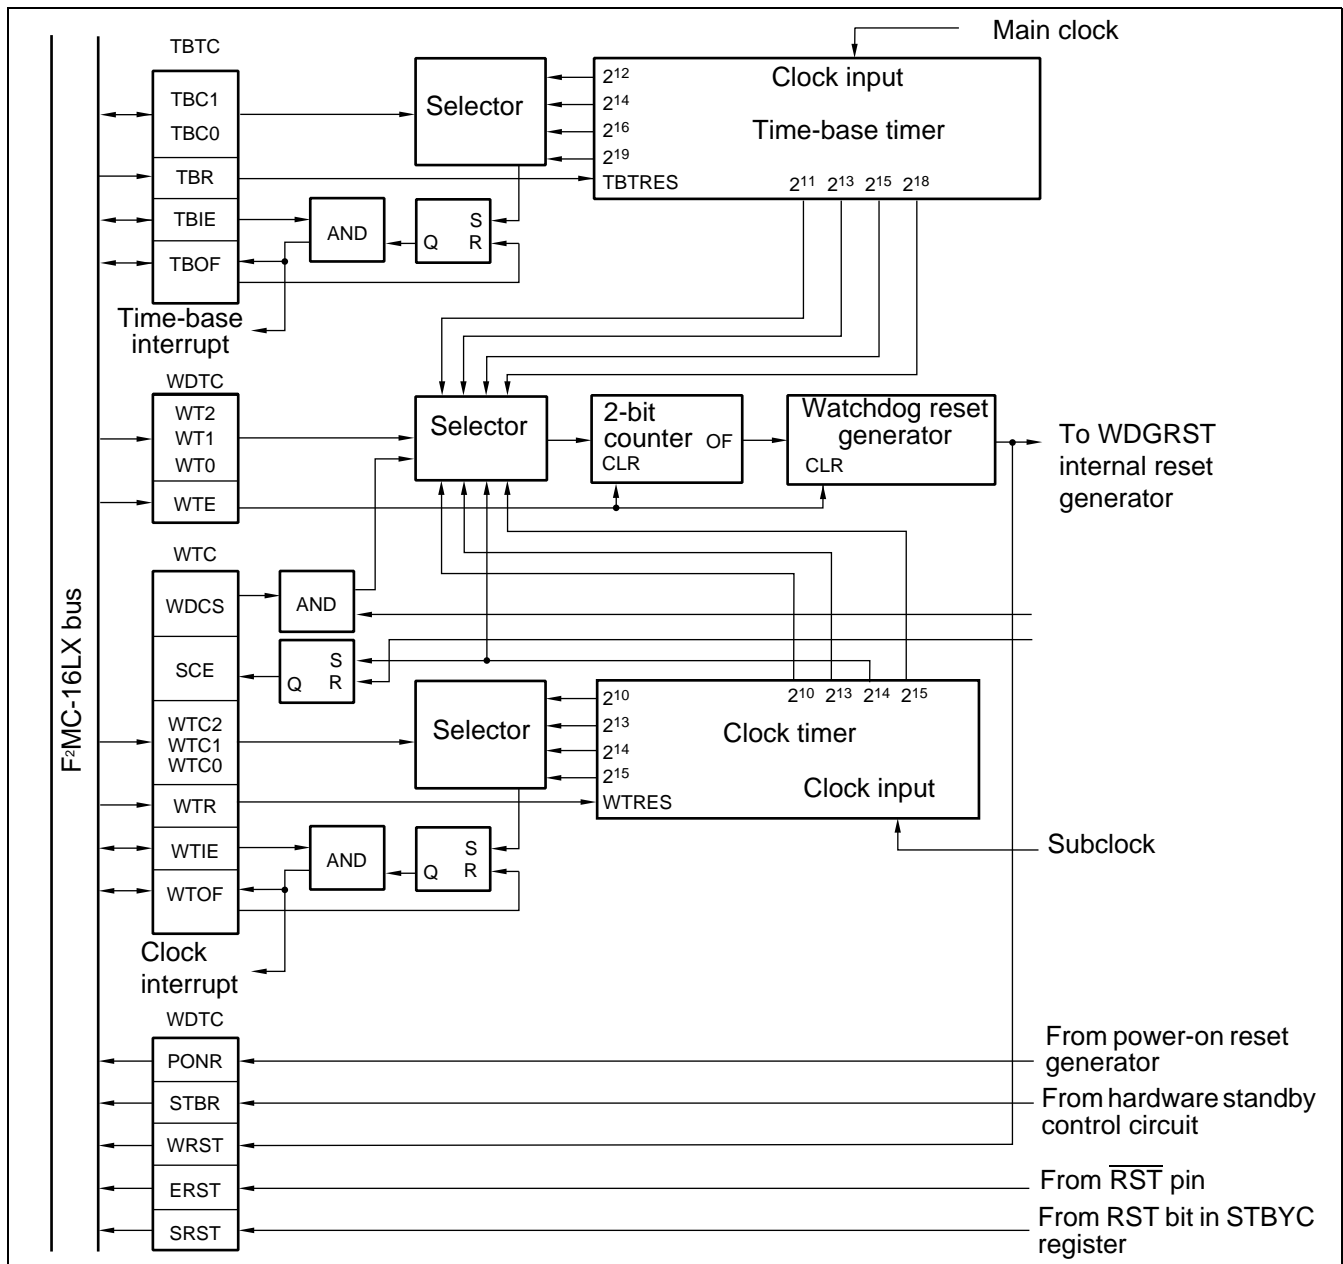 Main clock
TBTC
TBC1
TBC0
TBR
TBIE
TBOF
Selector
2¹²
2¹⁴
2¹⁶
2¹⁹
TBTRES
Clock input
Time-base timer
2¹¹ 2¹³ 2¹⁵ 2¹⁸
AND
S
Q R
Time-base
interrupt
WDTC
WT2
WT1
WT0
WTE
Selector
2-bit
counter OF
CLR
Watchdog reset
generator
CLR
To WDGRST
internal reset
generator
WTC
WDCS
SCE
WTC2
WTC1
WTC0
WTR
WTIE
WTOF
AND
S
Q R
Selector
2¹⁰
2¹³
2¹⁴
2¹⁵
WTRES
2¹⁰ 2¹³ 2¹⁴ 2¹⁵
Clock timer
Clock input
Subclock
AND
S
Q R
Clock
interrupt
F²MC-16LX bus
WDTC
PONR
STBR
WRST
ERST
SRST
From power-on reset
generator
From hardware standby
control circuit
From R̅S̅T̅ pin
From RST bit in STBYC
register